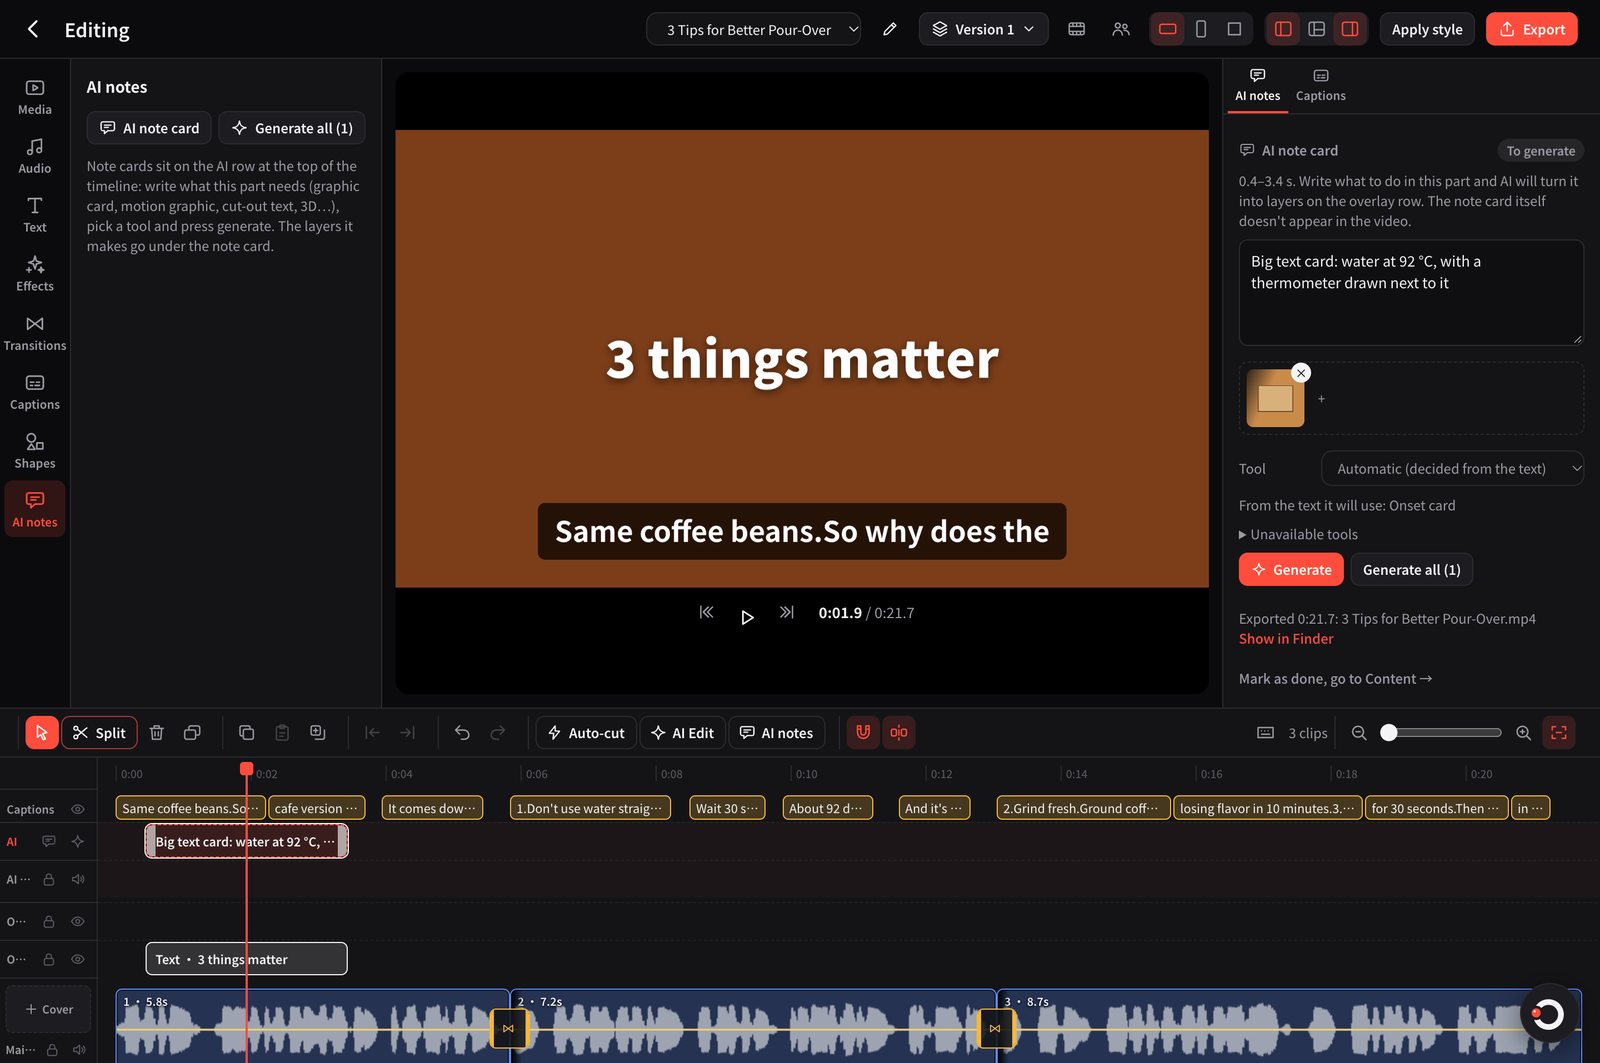 Editing
3 Tips for Better Pour-Over
Version 1
Apply style
Export
Media
Audio
Text
Effects
Transitions
Captions
Shapes
AI notes
AI notes
AI note card
Generate all (1)
Note cards sit on the AI row at the top of the
timeline: write what this part needs (graphic
card, motion graphic, cut-out text, 3D…),
pick a tool and press generate. The layers it
makes go under the note card.
3 things matter
Same coffee beans.So why does the
0:01.9 / 0:21.7
AI notes
Captions
AI note card
To generate
0.4–3.4 s. Write what to do in this part and AI will turn it
into layers on the overlay row. The note card itself
doesn't appear in the video.
Big text card: water at 92 °C, with a
thermometer drawn next to it
+
Tool
Automatic (decided from the text)
From the text it will use: Onset card
Unavailable tools
Generate
Generate all (1)
Exported 0:21.7: 3 Tips for Better Pour-Over.mp4
Show in Finder
Mark as done, go to Content →
Split
Auto-cut
AI Edit
AI notes
3 clips
0:00
0:02
0:04
0:06
0:08
0:10
0:12
0:14
0:16
0:18
0:20
Captions
Same coffee beans.So…
cafe version …
It comes dow…
1.Don't use water straig…
Wait 30 s…
About 92 d…
And it's …
2.Grind fresh.Ground coff…
losing flavor in 10 minutes.3.…
for 30 seconds.Then …
in …
AI
Big text card: water at 92 °C, …
AI …
O…
O…
Text • 3 things matter
+ Cover
1 • 5.8s
2 • 7.2s
3 • 8.7s
Mai…